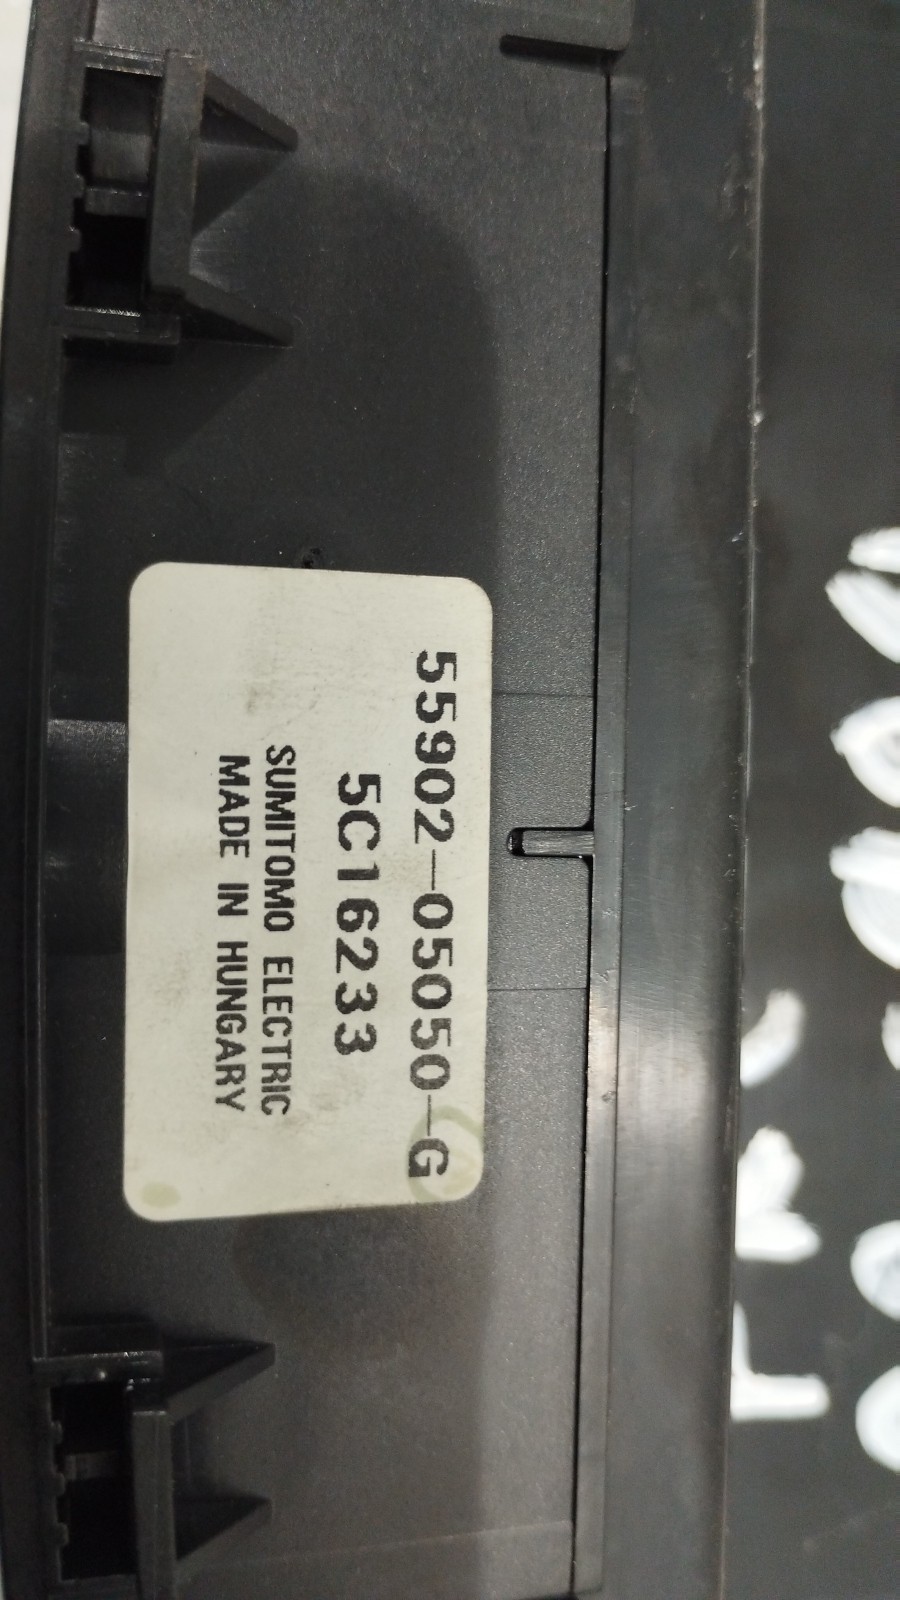 55902-05050-G
5C16233
SUMITOMO ELECTRIC
MADE IN HUNGARY